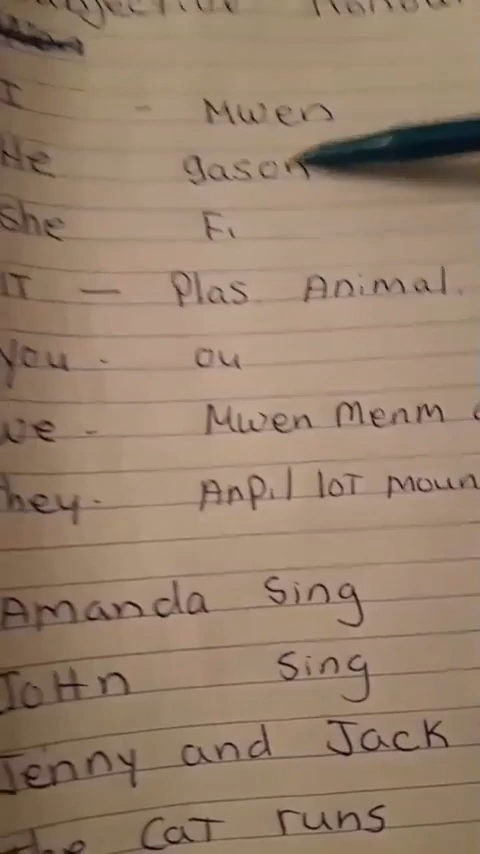 I - Mwen
He gason
She Fi
IT - Plas Animal.
you - ou
we - Mwen Menm
they - Anpil lot moun
Amanda Sing
John Sing
Jenny and Jack
the cat runs